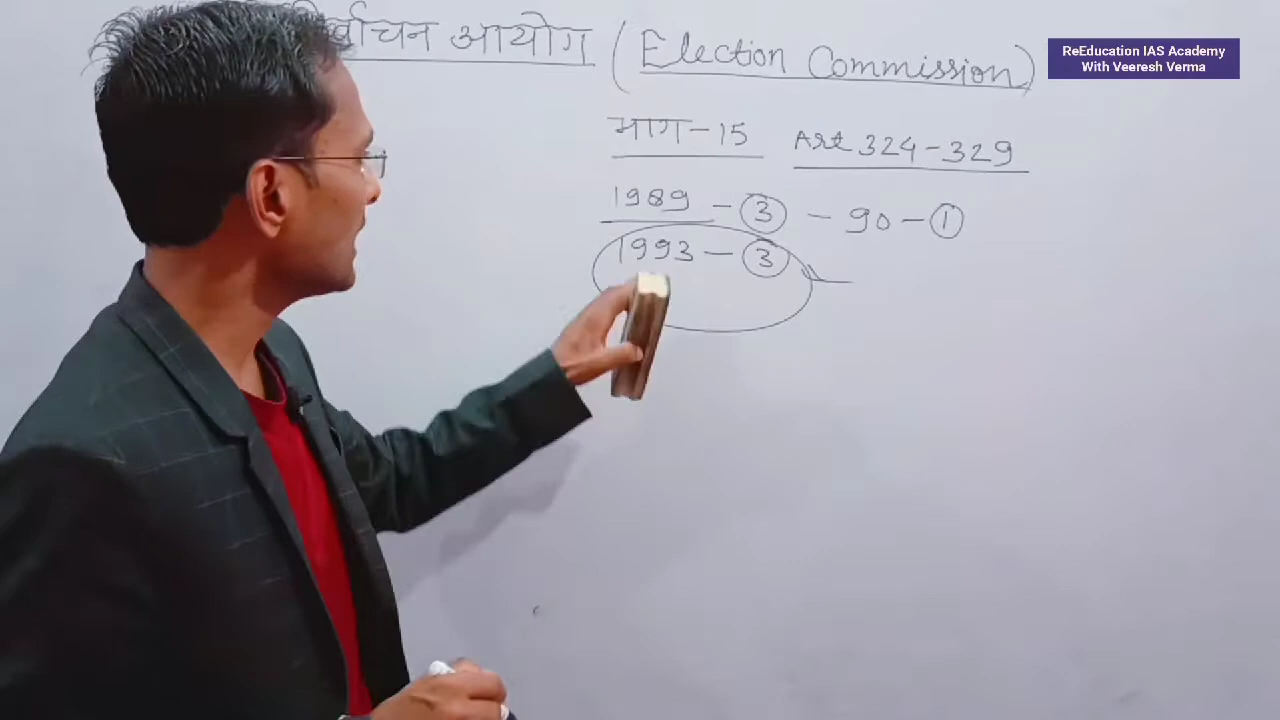 आयोग (Election Commission)
ReEducation IAS Academy
With Veeresh Verma
भाग-15 Art 324-329
1989 - 3 - 90 - 1
1993 - 3